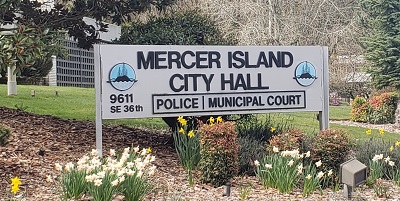 MERCER ISLAND
CITY HALL
9611
SE 36th
POLICE | MUNICIPAL COURT